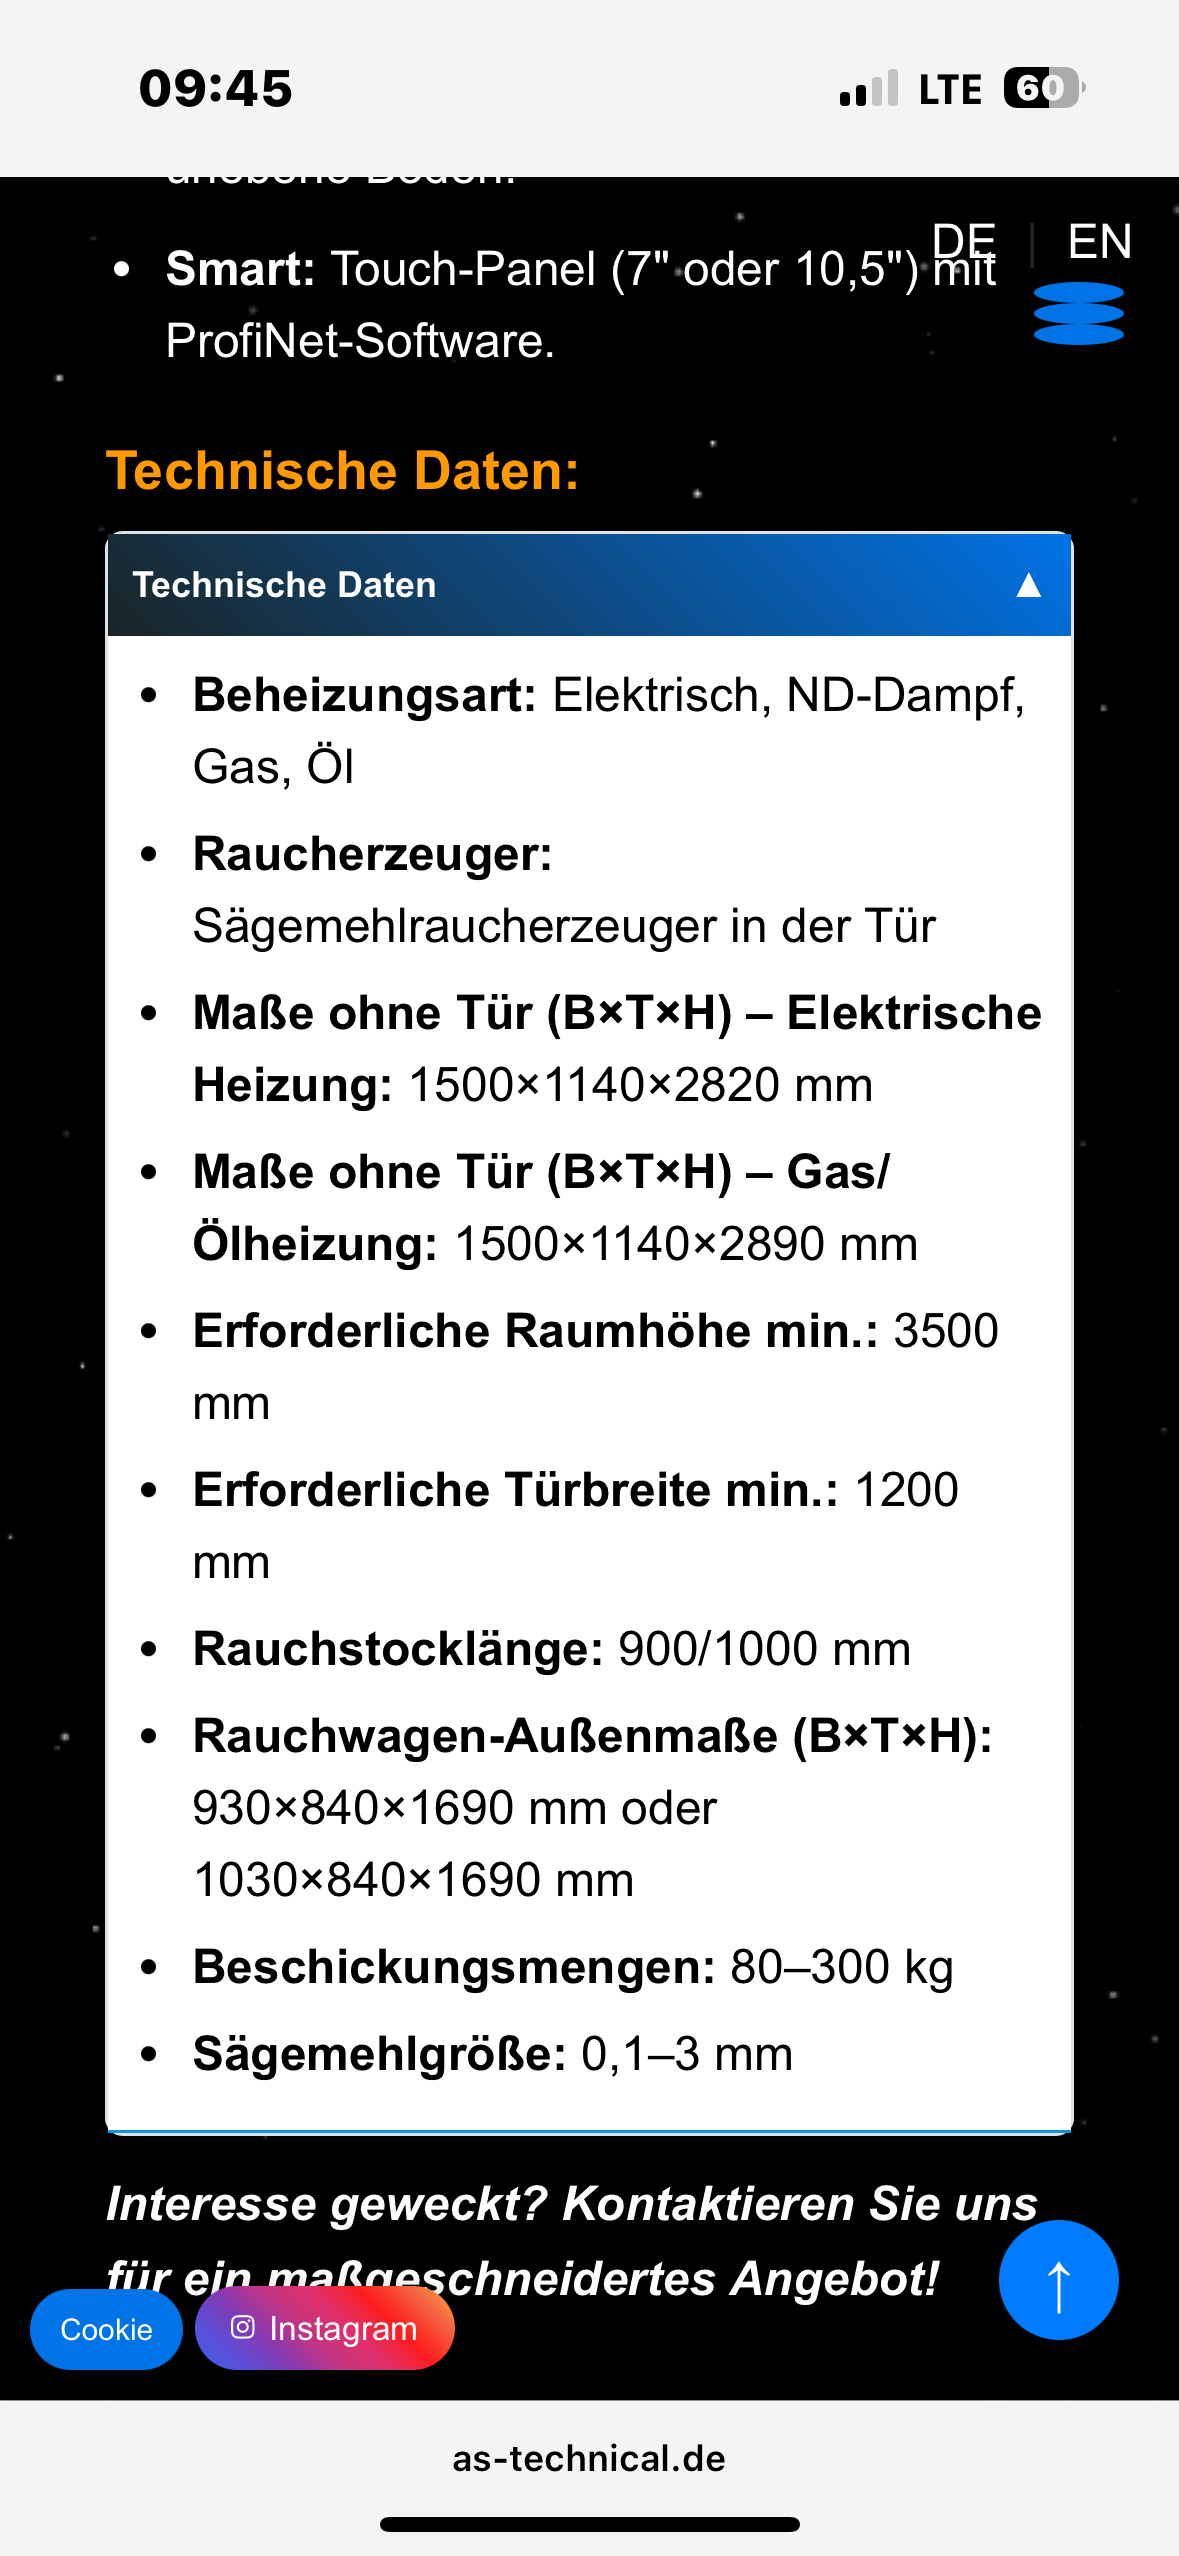 09:45
LTE 60
unebene Böden.
DE | EN
• Smart: Touch-Panel (7" oder 10,5") mit
ProfiNet-Software.
Technische Daten:
Technische Daten ▲
• Beheizungsart: Elektrisch, ND-Dampf,
Gas, Öl
• Raucherzeuger:
Sägemehlraucherzeuger in der Tür
• Maße ohne Tür (B×T×H) – Elektrische
Heizung: 1500×1140×2820 mm
• Maße ohne Tür (B×T×H) – Gas/
Ölheizung: 1500×1140×2890 mm
• Erforderliche Raumhöhe min.: 3500
mm
• Erforderliche Türbreite min.: 1200
mm
• Rauchstocklänge: 900/1000 mm
• Rauchwagen-Außenmaße (B×T×H):
930×840×1690 mm oder
1030×840×1690 mm
• Beschickungsmengen: 80–300 kg
• Sägemehlgröße: 0,1–3 mm
Interesse geweckt? Kontaktieren Sie uns
für ein maßgeschneidertes Angebot!
↑
Cookie
Instagram
as-technical.de